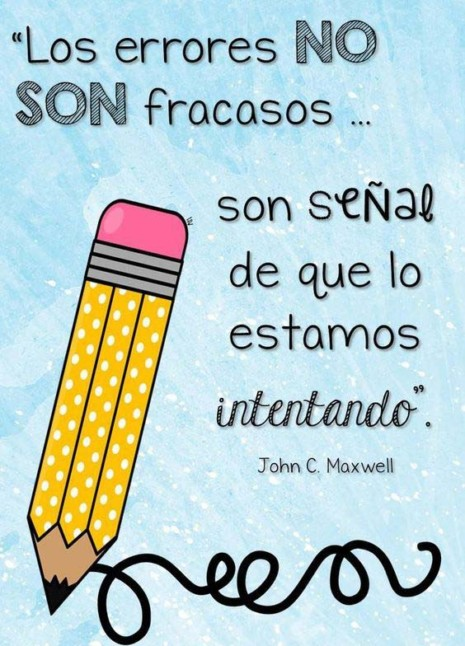 “Los errores NO
SON fracasos ...
son señal
de que lo
estamos
intentando”.
John C. Maxwell